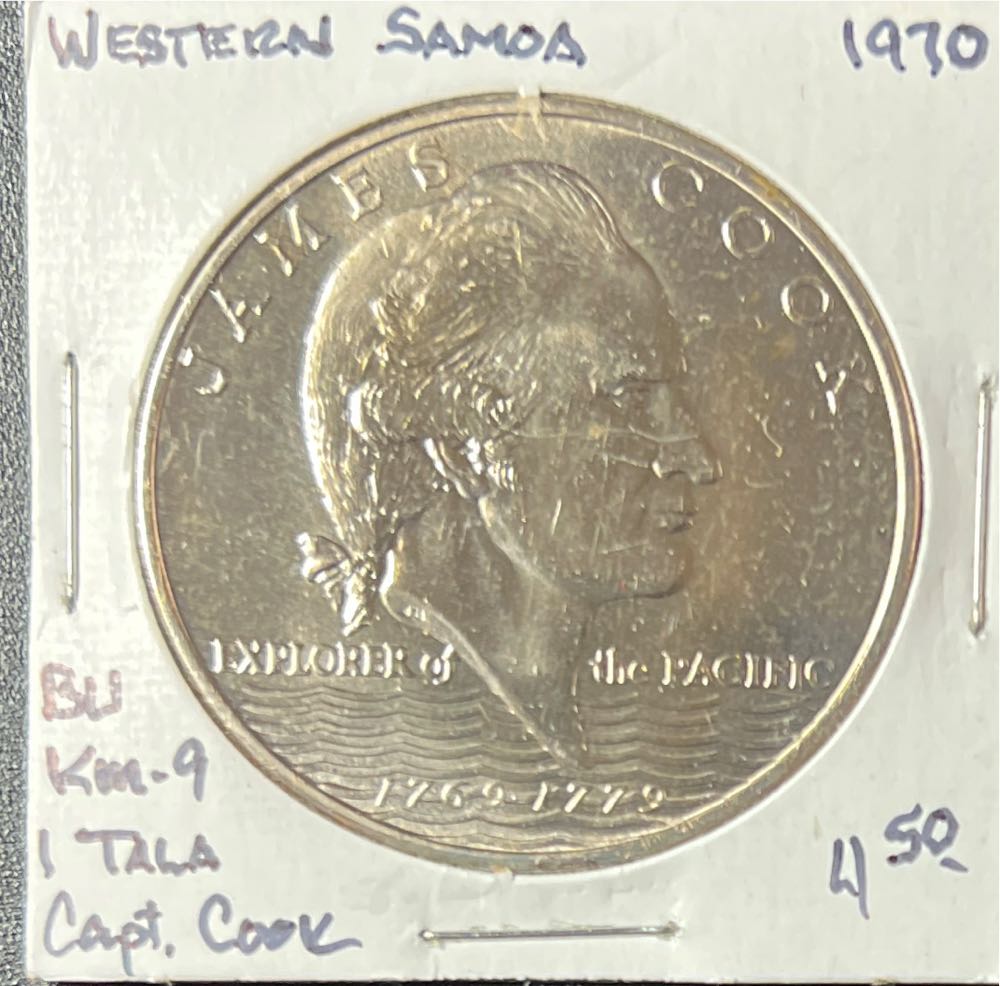 WESTERN SAMOA 1970
JAMES COOK
EXPLORER of the PACIFIC
1769-1779
BU
Km-9
1 TALA
Capt. Cook
4 50